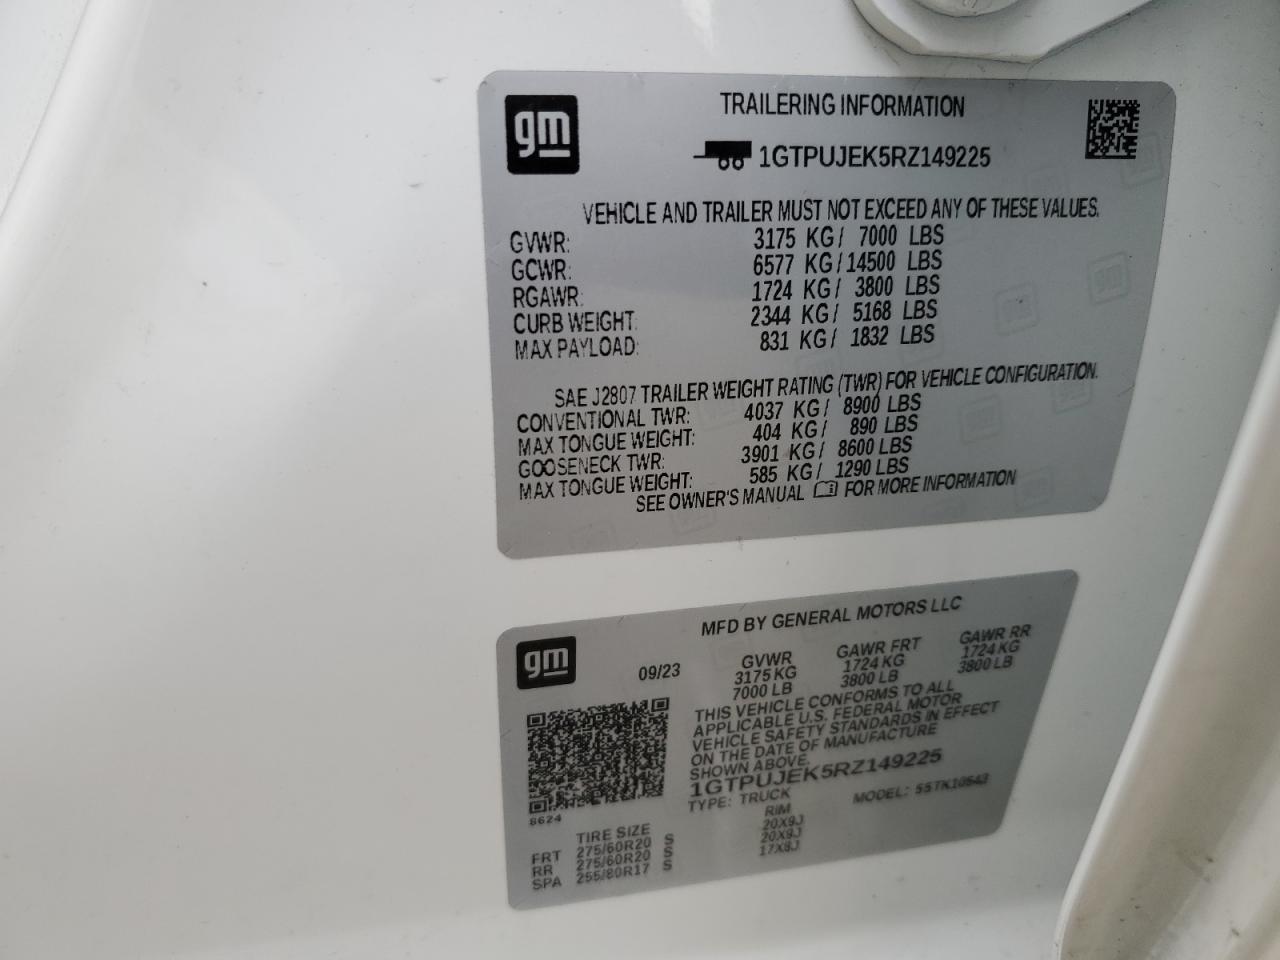 gm
TRAILERING INFORMATION
1GTPUJEK5RZ149225
VEHICLE AND TRAILER MUST NOT EXCEED ANY OF THESE VALUES.
GVWR: 3175 KG/ 7000 LBS
GCWR: 6577 KG/14500 LBS
RGAWR: 1724 KG/ 3800 LBS
CURB WEIGHT: 2344 KG/ 5168 LBS
MAX PAYLOAD: 831 KG/ 1832 LBS
SAE J2807 TRAILER WEIGHT RATING (TWR) FOR VEHICLE CONFIGURATION.
CONVENTIONAL TWR: 4037 KG/ 8900 LBS
MAX TONGUE WEIGHT: 404 KG/ 890 LBS
GOOSENECK TWR: 3901 KG/ 8600 LBS
MAX TONGUE WEIGHT: 585 KG/ 1290 LBS
SEE OWNER'S MANUAL FOR MORE INFORMATION
gm
MFD BY GENERAL MOTORS LLC
09/23 GVWR GAWR FRT GAWR RR
3175 KG 1724 KG 1724 KG
7000 LB 3800 LB 3800 LB
THIS VEHICLE CONFORMS TO ALL
APPLICABLE U.S. FEDERAL MOTOR
VEHICLE SAFETY STANDARDS IN EFFECT
ON THE DATE OF MANUFACTURE
SHOWN ABOVE.
1GTPUJEK5RZ149225
TYPE: TRUCK MODEL: 5STK10543
8624
TIRE SIZE RIM
FRT 275/60R20 S 20X9J
RR 275/60R20 S 20X9J
SPA 255/80R17 S 17X8J